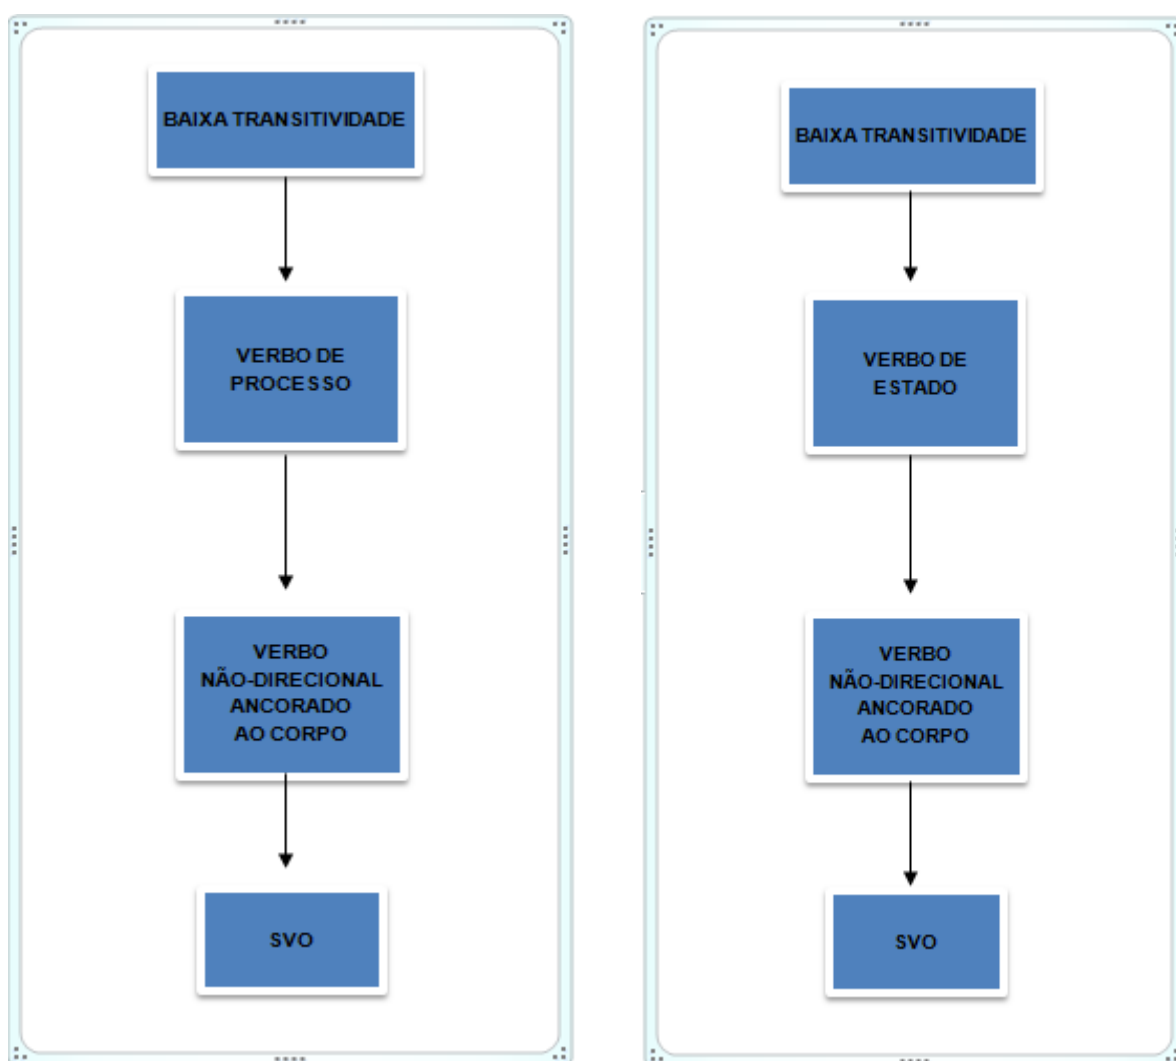 BAIXA TRANSITIVIDADE
VERBO DE
PROCESSO
VERBO
NÃO-DIRECIONAL
ANCORADO
AO CORPO
SVO
BAIXA TRANSITIVIDADE
VERBO DE
ESTADO
VERBO
NÃO-DIRECIONAL
ANCORADO
AO CORPO
SVO